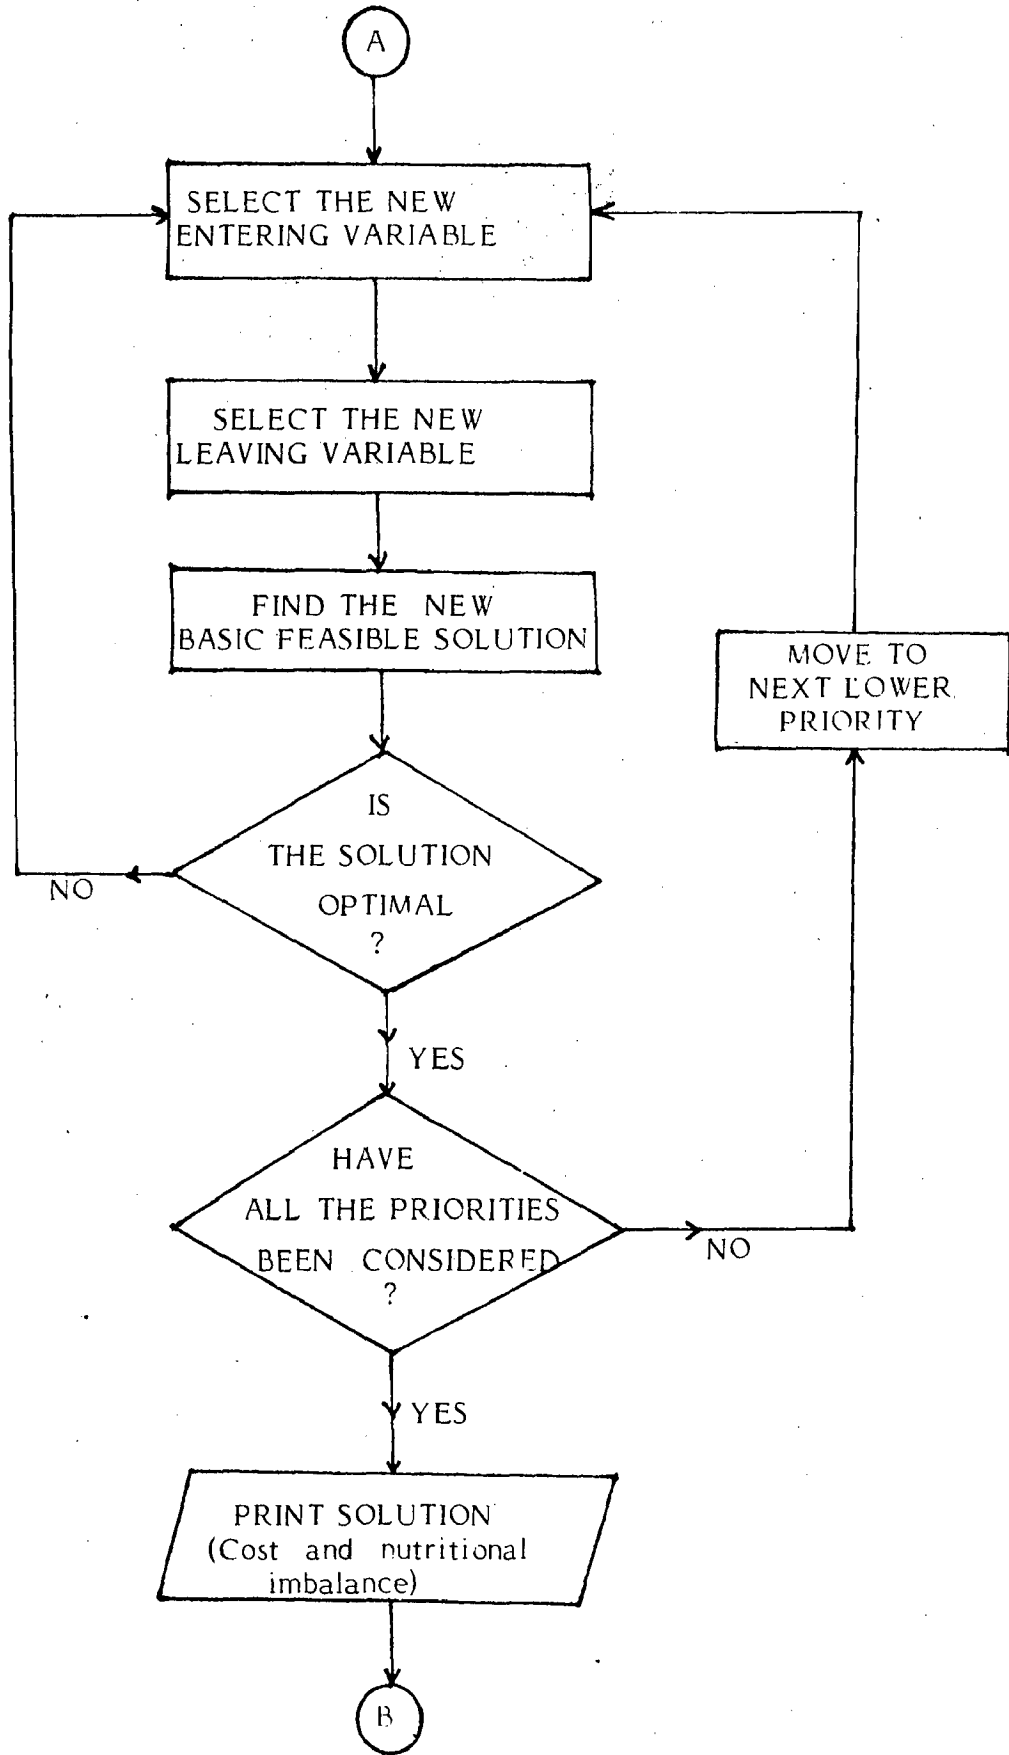 A
SELECT THE NEW
ENTERING VARIABLE
SELECT THE NEW
LEAVING VARIABLE
FIND THE NEW
BASIC FEASIBLE SOLUTION
MOVE TO
NEXT LOWER
PRIORITY
IS
THE SOLUTION
OPTIMAL
?
NO
YES
HAVE
ALL THE PRIORITIES
BEEN CONSIDERED
?
NO
YES
PRINT SOLUTION
(Cost and nutritional
imbalance)
B